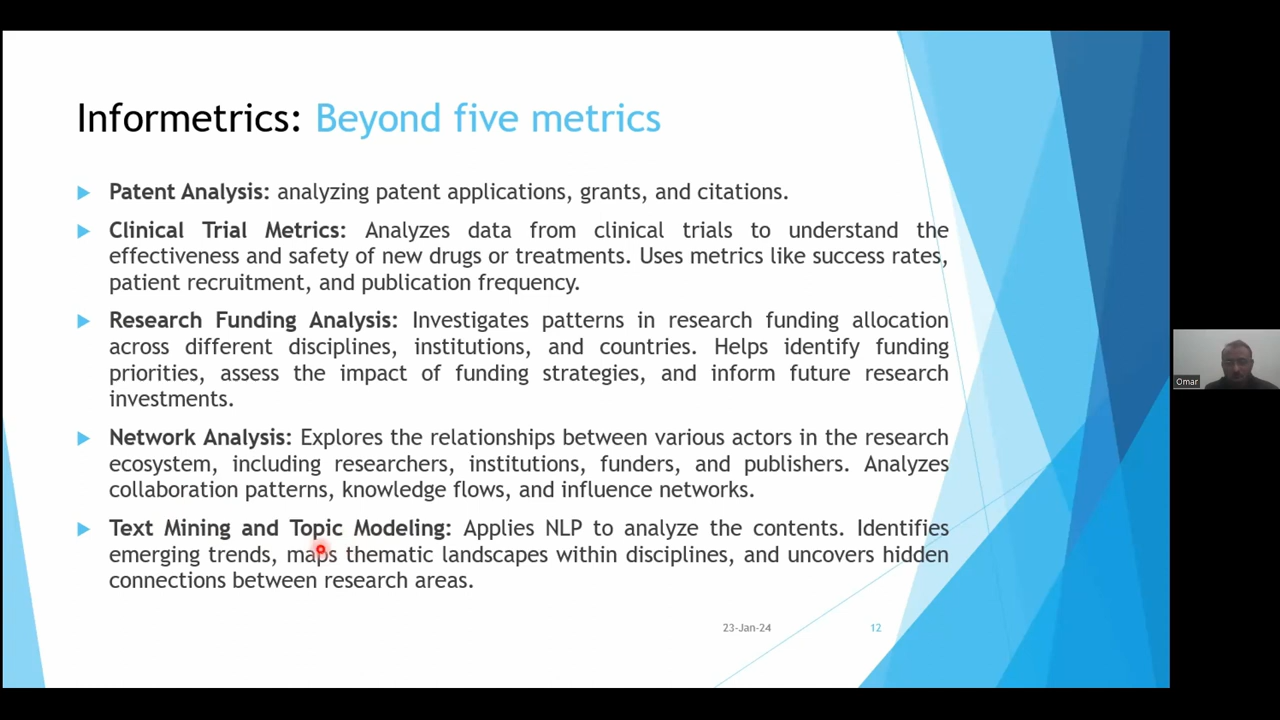 Informetrics: Beyond five metrics
Patent Analysis: analyzing patent applications, grants, and citations.
Clinical Trial Metrics: Analyzes data from clinical trials to understand the
effectiveness and safety of new drugs or treatments. Uses metrics like success rates,
patient recruitment, and publication frequency.
Research Funding Analysis: Investigates patterns in research funding allocation
across different disciplines, institutions, and countries. Helps identify funding
priorities, assess the impact of funding strategies, and inform future research
investments.
Network Analysis: Explores the relationships between various actors in the research
ecosystem, including researchers, institutions, funders, and publishers. Analyzes
collaboration patterns, knowledge flows, and influence networks.
Text Mining and Topic Modeling: Applies NLP to analyze the contents. Identifies
emerging trends, maps thematic landscapes within disciplines, and uncovers hidden
connections between research areas.
23-Jan-24 12
Omar